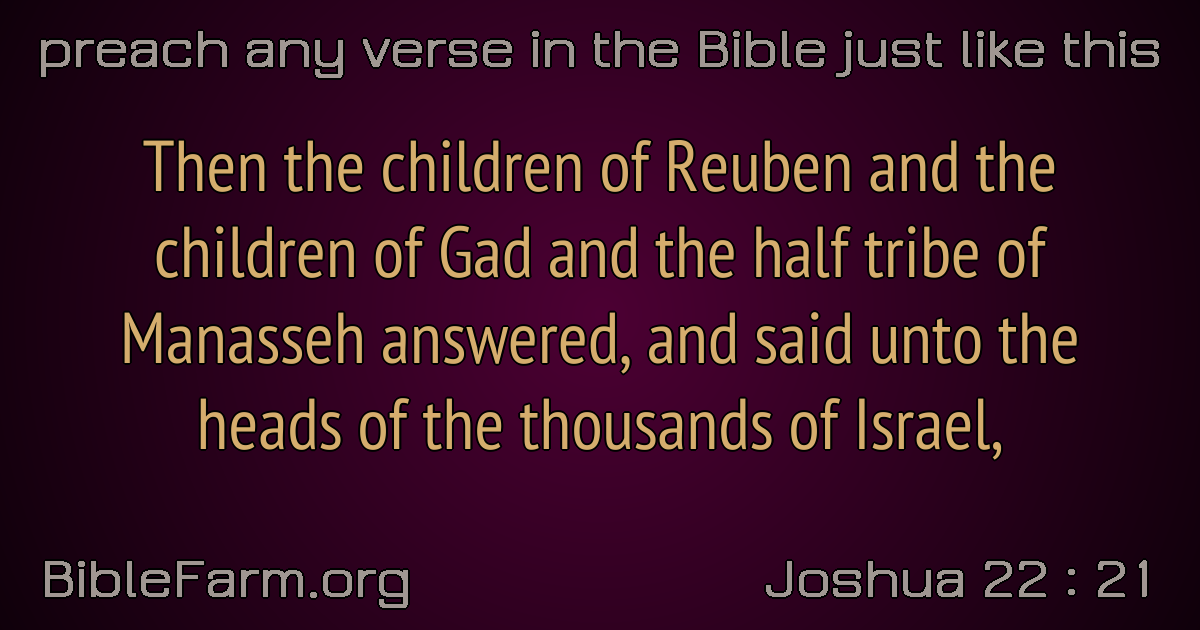 preach any verse in the Bible just like this
Then the children of Reuben and the
children of Gad and the half tribe of
Manasseh answered, and said unto the
heads of the thousands of Israel,
BibleFarm.org
Joshua 22 : 21